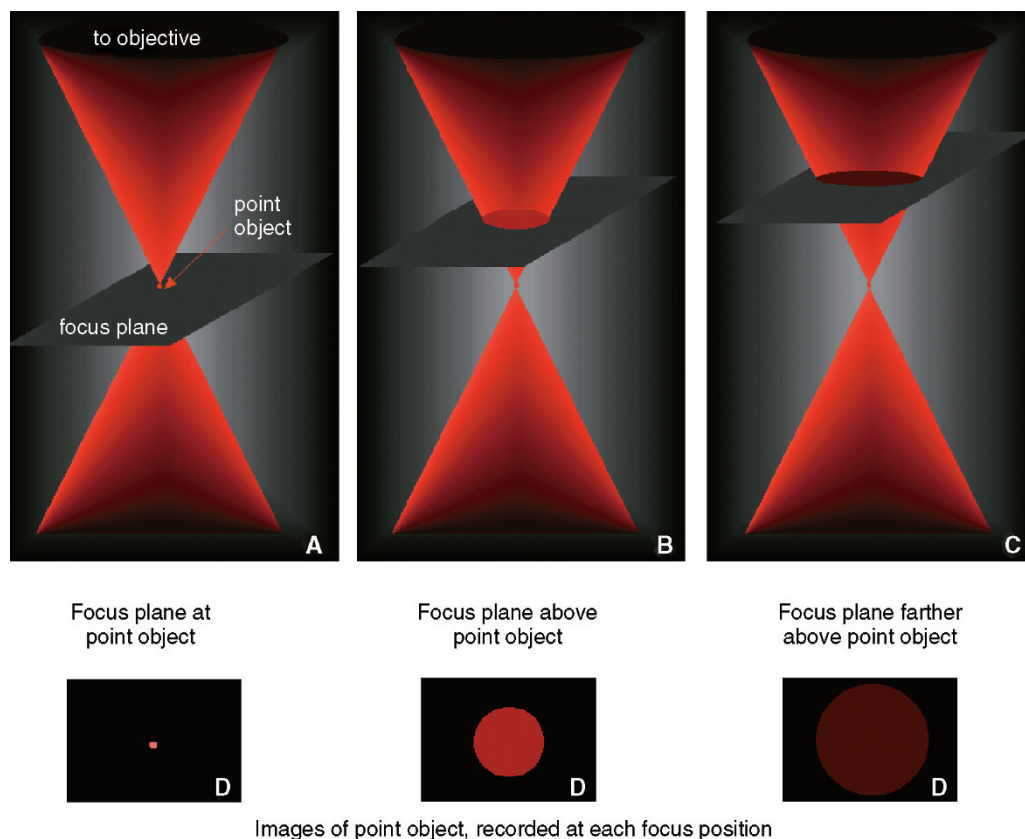 to objective
point
object
focus plane
A
B
C
Focus plane at
point object
Focus plane above
point object
Focus plane farther
above point object
D
D
D
Images of point object, recorded at each focus position